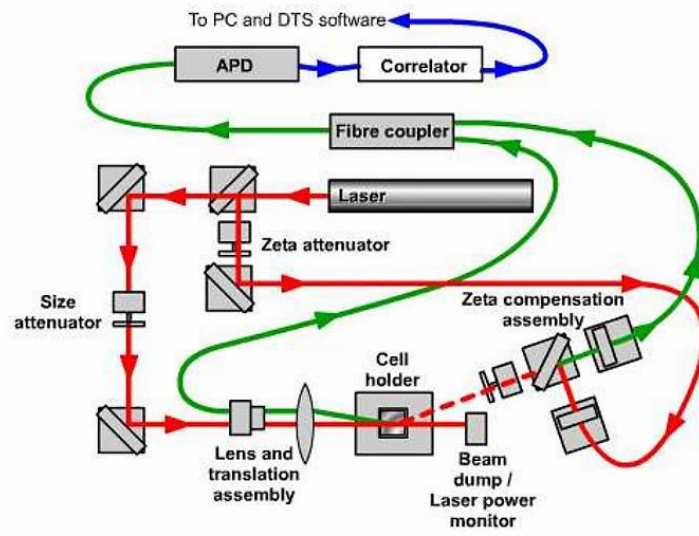 To PC and DTS software
APD
Correlator
Fibre coupler
Laser
Zeta attenuator
Size
attenuator
Zeta compensation
assembly
Cell
holder
Lens and
translation
assembly
Beam
dump /
Laser power
monitor